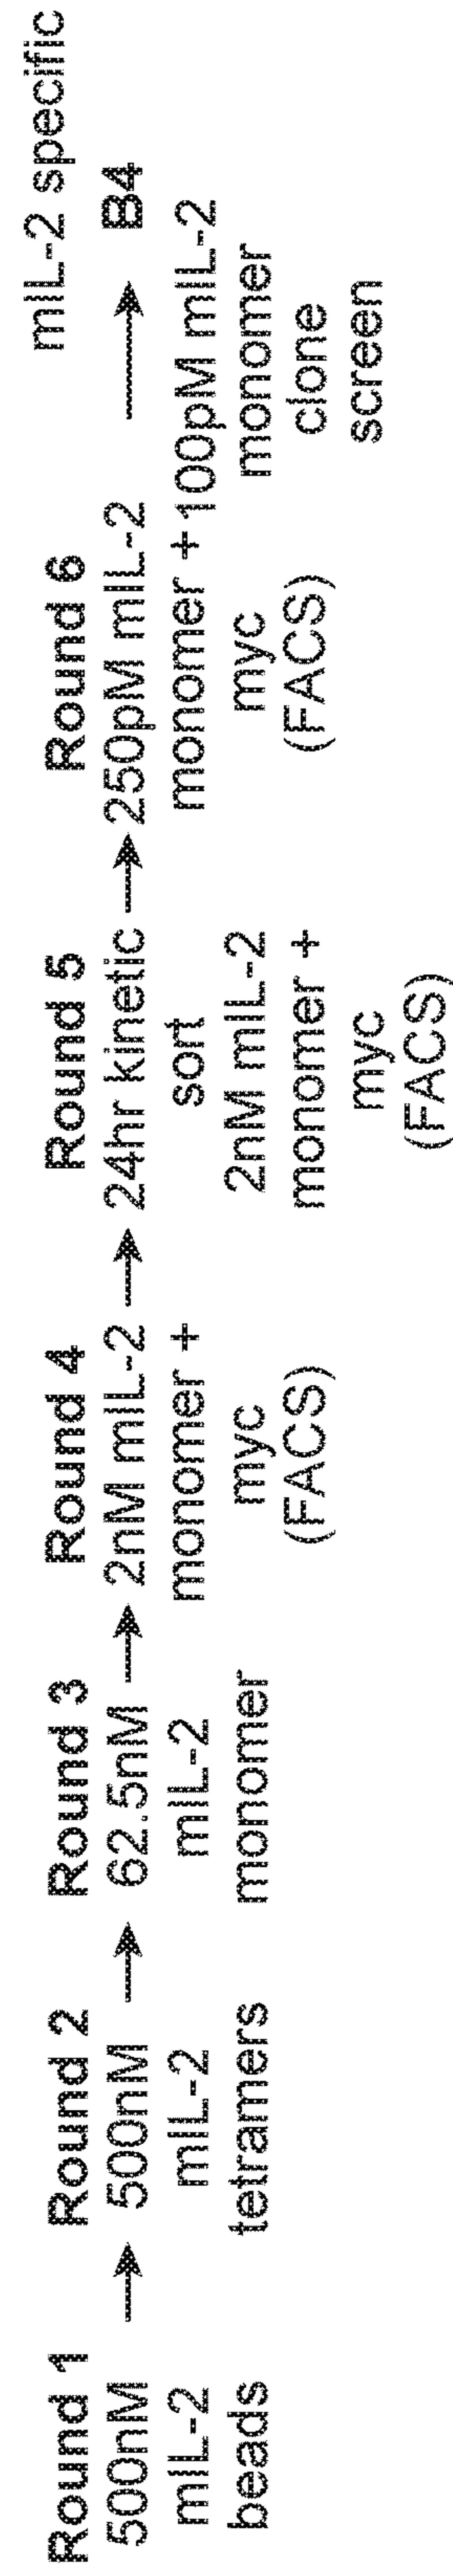 Round 1
500nM
mIL-2
beads
Round 2
500nM
mIL-2
tetramers
Round 3
62.5nM
mIL-2
monomer
Round 4
2nM mIL-2
monomer +
myc
(FACS)
Round 5
24hr kinetic
sort
2nM mIL-2
monomer +
myc
(FACS)
Round 6
250pM mIL-2
monomer +
myc
(FACS)
100pM mIL-2
monomer
clone
screen
mIL-2 specific
B4